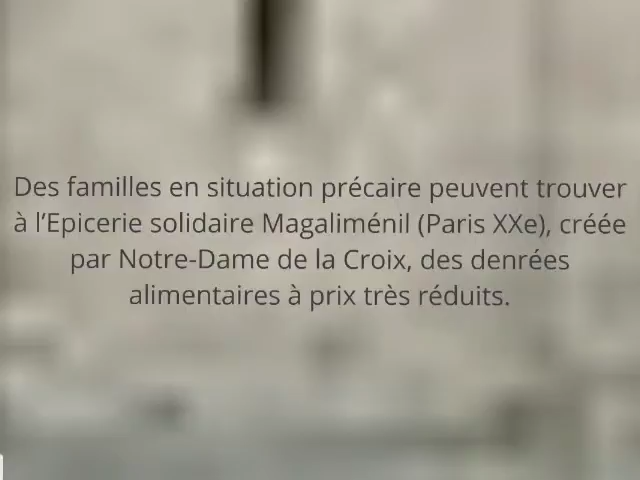 Des familles en situation précaire peuvent trouver
à l’Epicerie solidaire Magaliménil (Paris XXe), créée
par Notre-Dame de la Croix, des denrées
alimentaires à prix très réduits.